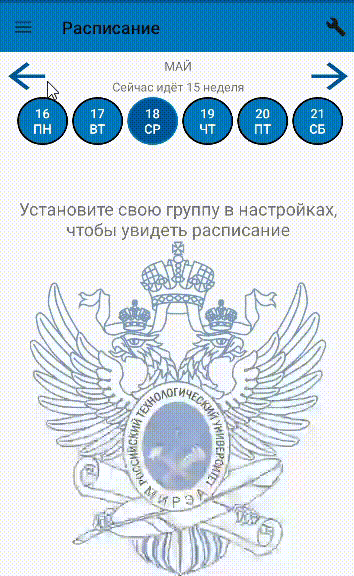 Расписание
МАЙ
Сейчас идёт 15 неделя
16 17 18 19 20 21
ПН ВТ СР ЧТ ПТ СБ
Установите свою группу в настройках,
чтобы увидеть расписание
РОССИЙСКИЙ ТЕХНОЛОГИЧЕСКИЙ УНИВЕРСИТЕТ
МИРЭА